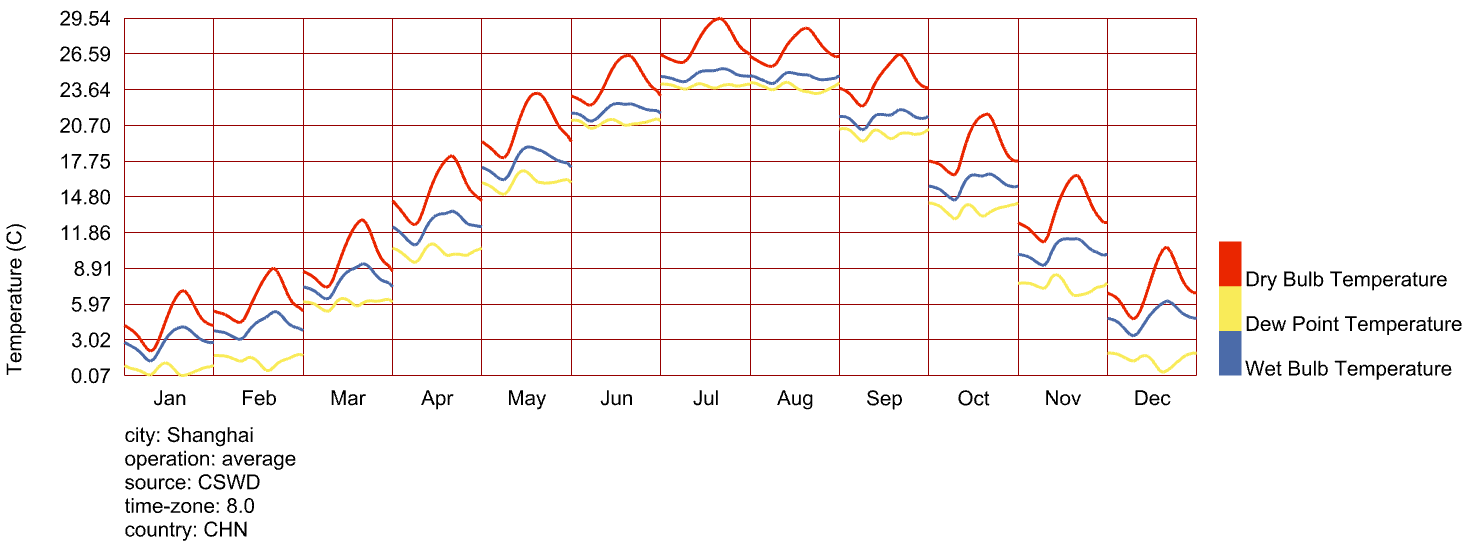 29.54
26.59
23.64
20.70
17.75
14.80
11.86
8.91
5.97
3.02
0.07
Temperature (C)
Jan Feb Mar Apr May Jun Jul Aug Sep Oct Nov Dec
Dry Bulb Temperature
Dew Point Temperature
Wet Bulb Temperature
city: Shanghai
operation: average
source: CSWD
time-zone: 8.0
country: CHN